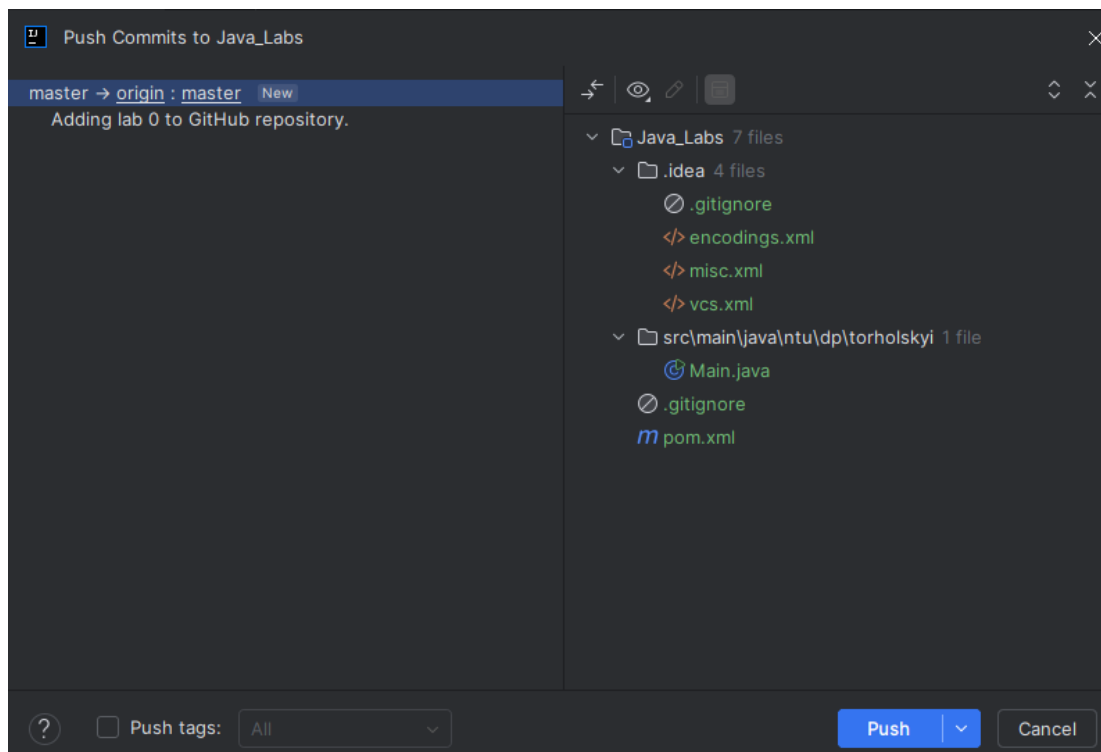 Push Commits to Java_Labs
master → origin : master New
Adding lab 0 to GitHub repository.
Java_Labs 7 files
.idea 4 files
.gitignore
</> encodings.xml
</> misc.xml
</> vcs.xml
src\main\java\ntu\dp\torholskyi 1 file
Main.java
.gitignore
m pom.xml
? Push tags: All
Push
Cancel